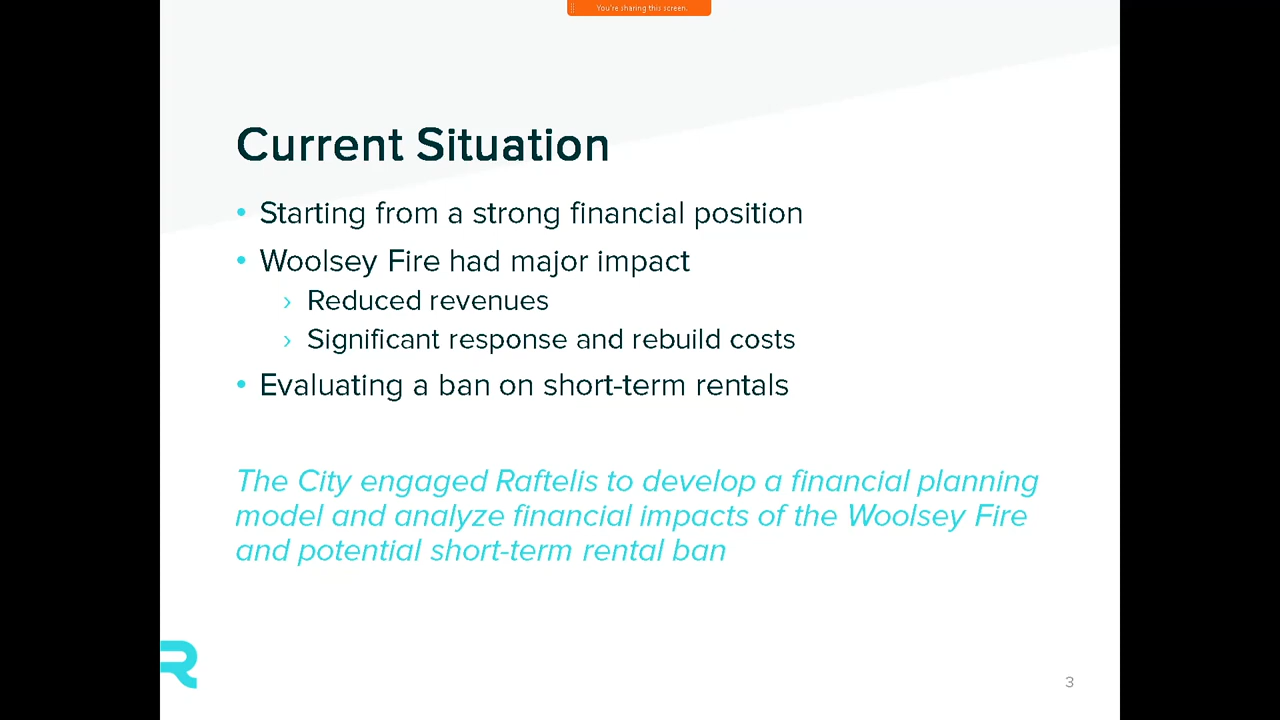 You're sharing this screen.
Current Situation
• Starting from a strong financial position
• Woolsey Fire had major impact
› Reduced revenues
› Significant response and rebuild costs
• Evaluating a ban on short-term rentals
The City engaged Raftelis to develop a financial planning
model and analyze financial impacts of the Woolsey Fire
and potential short-term rental ban
R
3